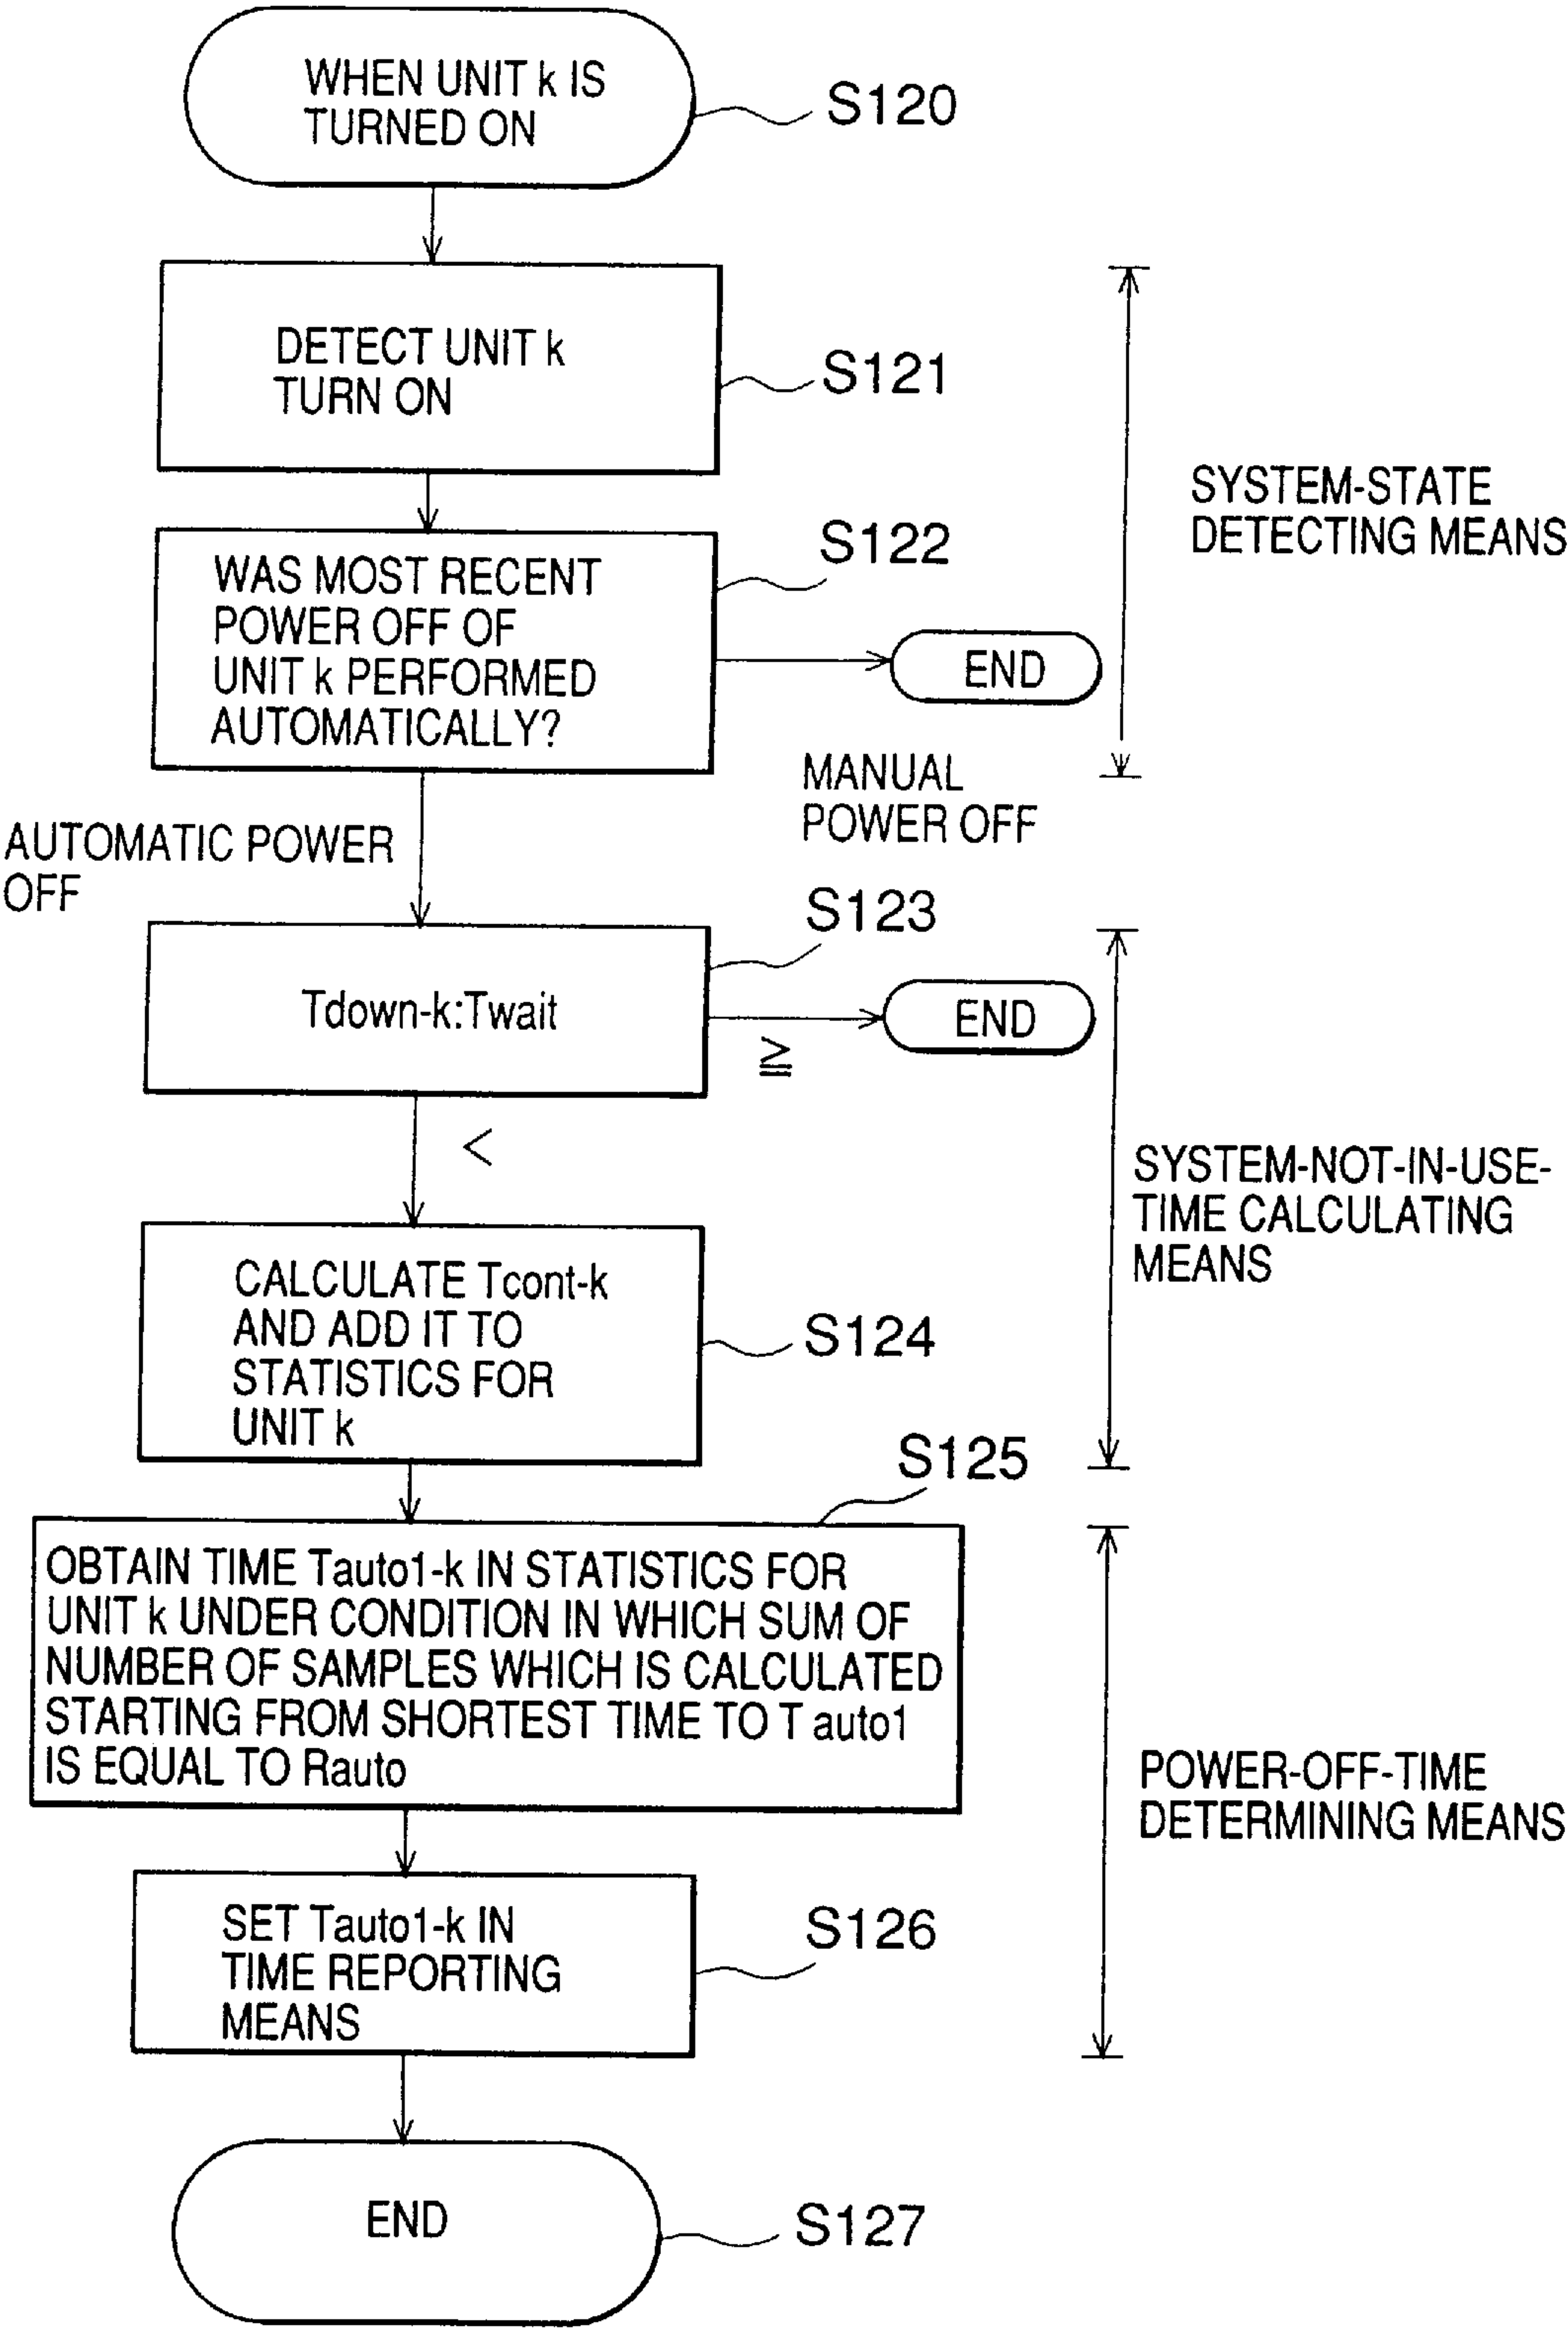 WHEN UNIT k IS
TURNED ON
S120
DETECT UNIT k
TURN ON
S121
SYSTEM-STATE
DETECTING MEANS
WAS MOST RECENT
POWER OFF OF
UNIT k PERFORMED
AUTOMATICALLY?
S122
END
MANUAL
POWER OFF
AUTOMATIC POWER
OFF
S123
Tdown-k:Twait
END
≧
<
SYSTEM-NOT-IN-USE-
TIME CALCULATING
MEANS
CALCULATE Tcont-k
AND ADD IT TO
STATISTICS FOR
UNIT k
S124
S125
OBTAIN TIME Tauto1-k IN STATISTICS FOR
UNIT k UNDER CONDITION IN WHICH SUM OF
NUMBER OF SAMPLES WHICH IS CALCULATED
STARTING FROM SHORTEST TIME TO T auto1
IS EQUAL TO Rauto
POWER-OFF-TIME
DETERMINING MEANS
SET Tauto1-k IN
TIME REPORTING
MEANS
S126
END
S127